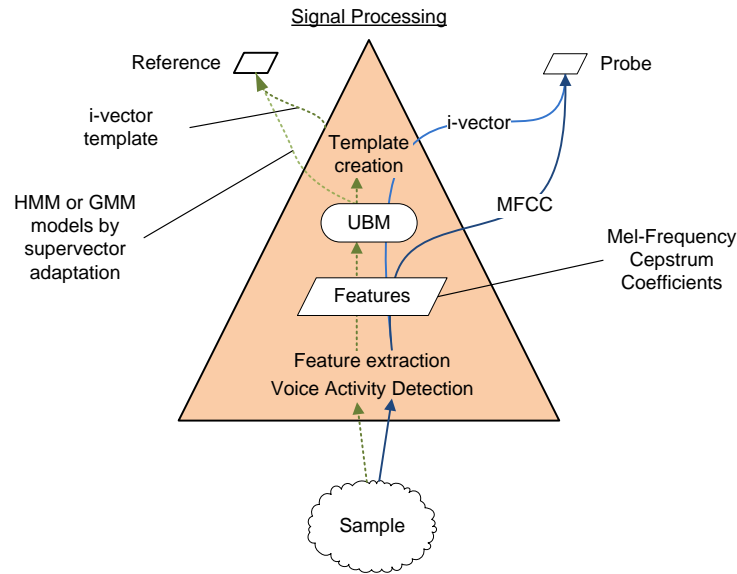 Signal Processing
Reference
Probe
i-vector
template
i-vector
Template
creation
HMM or GMM
models by
supervector
adaptation
MFCC
UBM
Mel-Frequency
Cepstrum
Coefficients
Features
Feature extraction
Voice Activity Detection
Sample